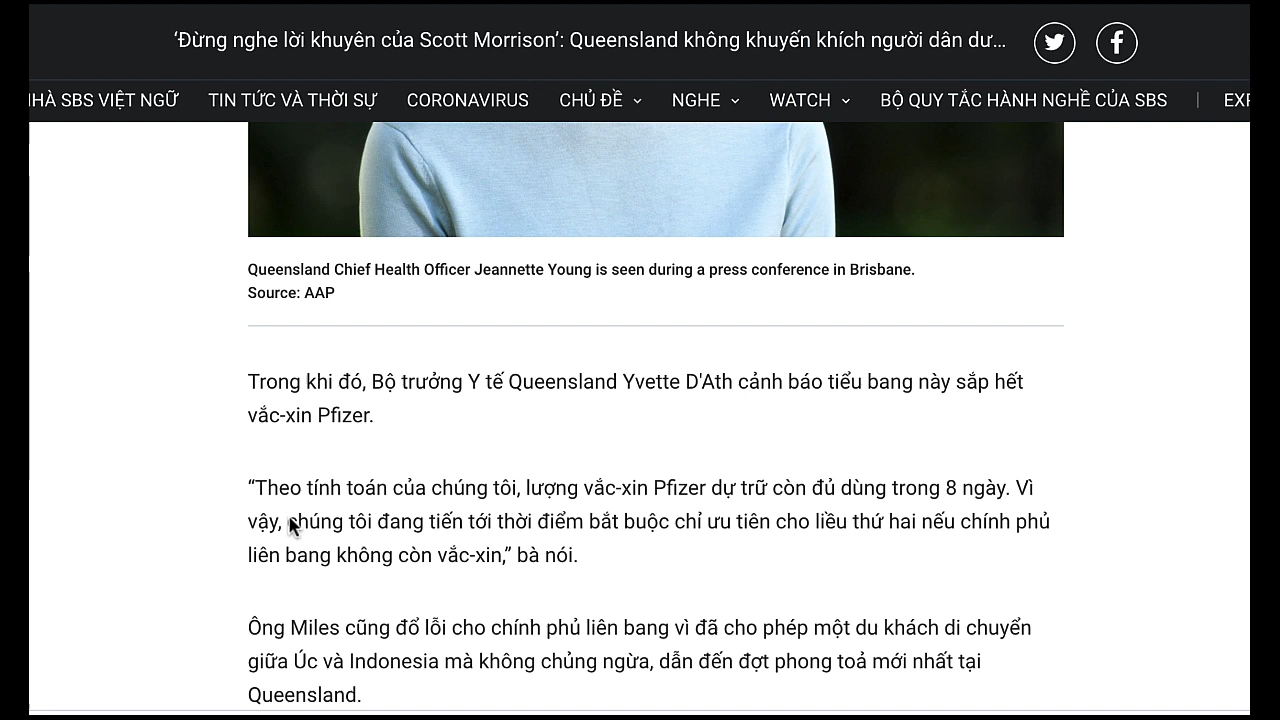 ‘Đừng nghe lời khuyên của Scott Morrison’: Queensland không khuyến khích người dân dư...
HÀ SBS VIỆT NGỮ TIN TỨC VÀ THỜI SỰ CORONAVIRUS CHỦ ĐỀ NGHE WATCH BỘ QUY TẮC HÀNH NGHỀ CỦA SBS | EXP
Queensland Chief Health Officer Jeannette Young is seen during a press conference in Brisbane.
Source: AAP
Trong khi đó, Bộ trưởng Y tế Queensland Yvette D'Ath cảnh báo tiểu bang này sắp hết
vắc-xin Pfizer.
“Theo tính toán của chúng tôi, lượng vắc-xin Pfizer dự trữ còn đủ dùng trong 8 ngày. Vì
vậy, chúng tôi đang tiến tới thời điểm bắt buộc chỉ ưu tiên cho liều thứ hai nếu chính phủ
liên bang không còn vắc-xin,” bà nói.
Ông Miles cũng đổ lỗi cho chính phủ liên bang vì đã cho phép một du khách di chuyển
giữa Úc và Indonesia mà không chủng ngừa, dẫn đến đợt phong toả mới nhất tại
Queensland.